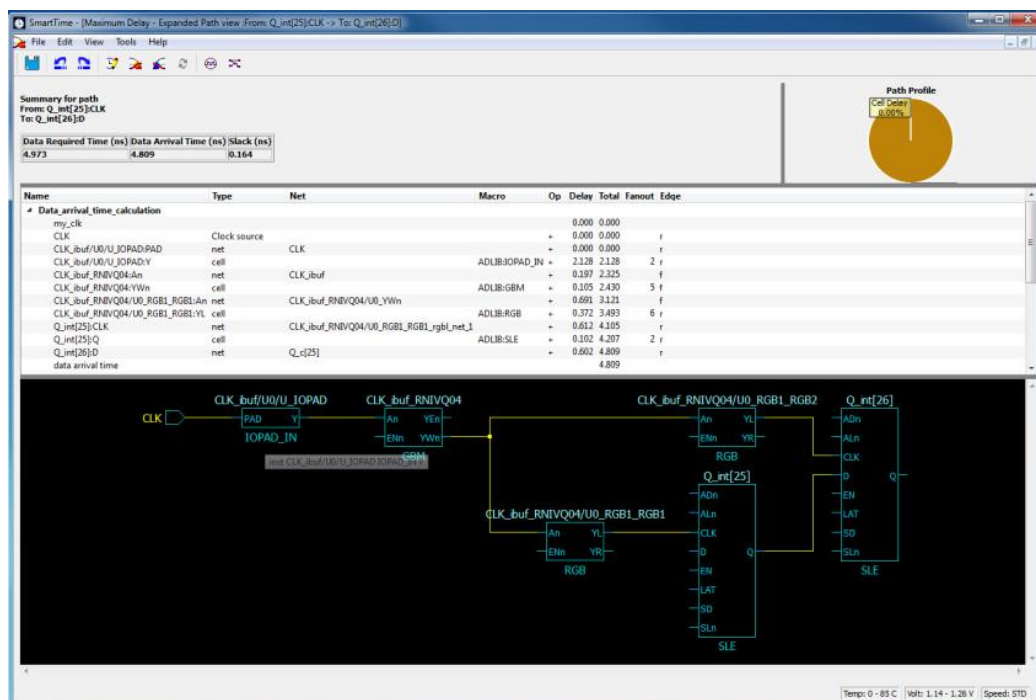 SmartTime - [Maximum Delay - Expanded Path view :From: Q_int[25]:CLK -> To: Q_int[26]:D]
File Edit View Tools Help
Summary for path
From: Q_int[25]:CLK
To: Q_int[26]:D
Data Required Time (ns) Data Arrival Time (ns) Slack (ns)
4.973 4.809 0.164
Path Profile
Cell Delay
0.00%
Name Type Net Macro Op Delay Total Fanout Edge
Data_arrival_time_calculation
my_clk 0.000 0.000
CLK Clock source + 0.000 0.000 r
CLK_ibuf/U0/U_IOPAD:PAD net CLK + 0.000 0.000 r
CLK_ibuf/U0/U_IOPAD:Y cell ADLIB:IOPAD_IN + 2.128 2.128 2 r
CLK_ibuf_RNIVQ04:An net CLK_ibuf + 0.197 2.325 f
CLK_ibuf_RNIVQ04:YWn cell ADLIB:GBM + 0.105 2.430 5 f
CLK_ibuf_RNIVQ04/U0_RGB1_RGB1:An net CLK_ibuf_RNIVQ04/U0_YWn + 0.691 3.121 f
CLK_ibuf_RNIVQ04/U0_RGB1_RGB1:YL cell ADLIB:RGB + 0.372 3.493 6 r
Q_int[25]:CLK net CLK_ibuf_RNIVQ04/U0_RGB1_RGB1_rgbl_net_1 + 0.612 4.105 r
Q_int[25]:Q cell ADLIB:SLE + 0.102 4.207 2 r
Q_int[26]:D net Q_c[25] + 0.602 4.809 r
data arrival time 4.809
CLK_ibuf/U0/U_IOPAD CLK_ibuf_RNIVQ04 CLK_ibuf_RNIVQ04/U0_RGB1_RGB2 Q_int[26]
CLK PAD Y An YEn An YL ADn
IOPAD_IN ENn YWn ENn YR ALn
GBM RGB CLK
inst CLK_ibuf/U0/U_IOPAD:IOPAD_IN
Q_int[25] D Q
ADn EN
CLK_ibuf_RNIVQ04/U0_RGB1_RGB1 ALn LAT
An YL CLK SD
ENn YR D Q SLn
RGB EN SLE
LAT
SD
SLn
SLE
Temp: 0 - 85 C Volt: 1.14 - 1.26 V Speed: STD